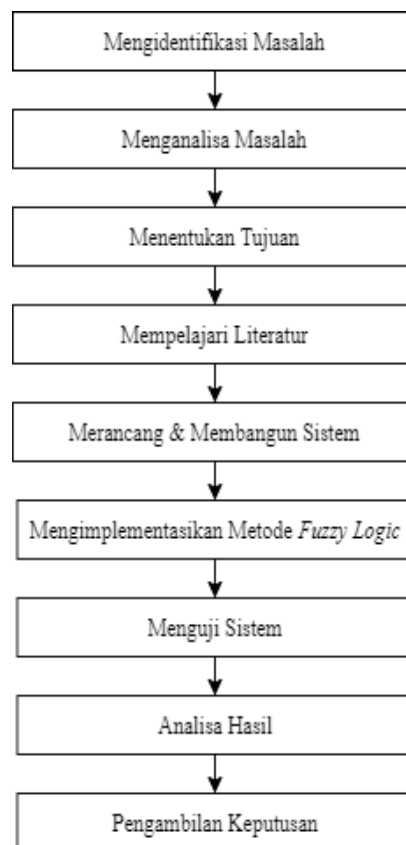 Mengidentifikasi Masalah
Menganalisa Masalah
Menentukan Tujuan
Mempelajari Literatur
Merancang & Membangun Sistem
Mengimplementasikan Metode Fuzzy Logic
Menguji Sistem
Analisa Hasil
Pengambilan Keputusan